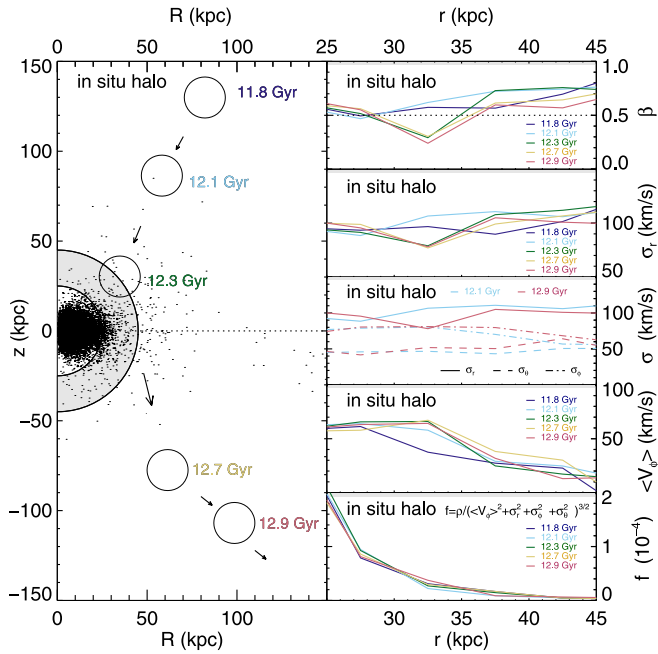 R (kpc)
0 50 100
r (kpc)
25 30 35 40 45
150
100
50
0
−50
−100
−150
z (kpc)
in situ halo
11.8 Gyr
12.1 Gyr
12.3 Gyr
12.7 Gyr
12.9 Gyr
0 50 100 150
R (kpc)
in situ halo
11.8 Gyr
12.1 Gyr
12.3 Gyr
12.7 Gyr
12.9 Gyr
1.0
0.5
0.0
β
in situ halo
11.8 Gyr
12.1 Gyr
12.3 Gyr
12.7 Gyr
12.9 Gyr
100
50
σr (km/s)
in situ halo
12.1 Gyr 12.9 Gyr
σr σθ σϕ
100
50
σ (km/s)
in situ halo
11.8 Gyr
12.1 Gyr
12.3 Gyr
12.7 Gyr
12.9 Gyr
100
50
<Vϕ> (km/s)
in situ halo
f=ρ/(<Vϕ>²+σr²+σϕ²+σθ²)^3/2
11.8 Gyr
12.1 Gyr
12.3 Gyr
12.7 Gyr
12.9 Gyr
2
1
0
f (10⁻⁴)
30 35 40 45
r (kpc)